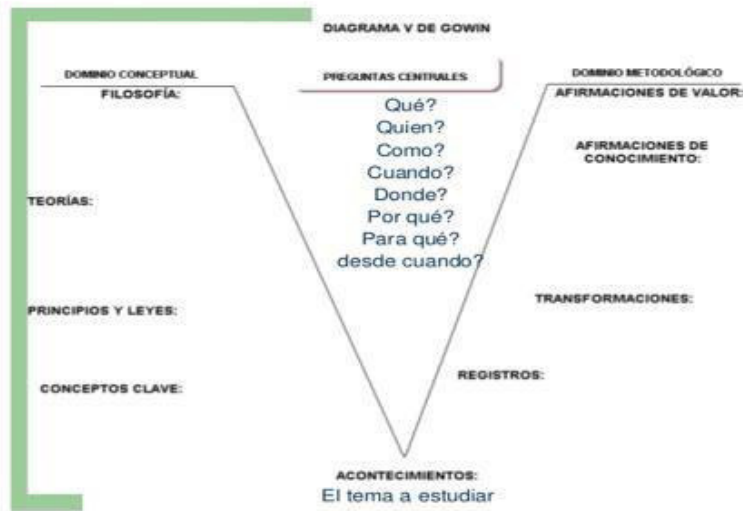 DIAGRAMA V DE GOWIN
DOMINIO CONCEPTUAL
FILOSOFÍA:
TEORÍAS:
PRINCIPIOS Y LEYES:
CONCEPTOS CLAVE:
PREGUNTAS CENTRALES
Qué?
Quien?
Como?
Cuando?
Donde?
Por qué?
Para qué?
desde cuando?
DOMINIO METODOLÓGICO
AFIRMACIONES DE VALOR:
AFIRMACIONES DE
CONOCIMIENTO:
TRANSFORMACIONES:
REGISTROS:
ACONTECIMIENTOS:
El tema a estudiar